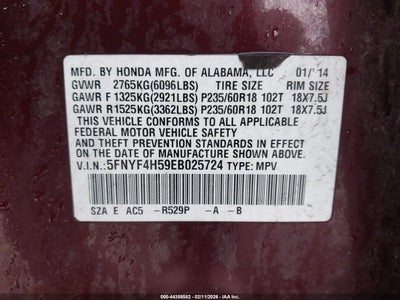 MFD. BY HONDA MFG. OF ALABAMA, LLC 01/'14
GVWR 2765KG(6096LBS) TIRE SIZE RIM SIZE
GAWR F 1325KG(2921LBS) P235/60R18 102T 18X7.5J
GAWR R 1525KG(3362LBS) P235/60R18 102T 18X7.5J
THIS VEHICLE CONFORMS TO ALL APPLICABLE
FEDERAL MOTOR VEHICLE SAFETY AND
THEFT PREVENTION STANDARDS IN EFFECT
ON THE DATE OF MANUFACTURE SHOWN ABOVE.
V.I.N.: 5FNYF4H59EB025724 TYPE: MPV
SZA E AC5 -R529P -A -B
000-44358582 - 02/11/2026 - IAAI.COM